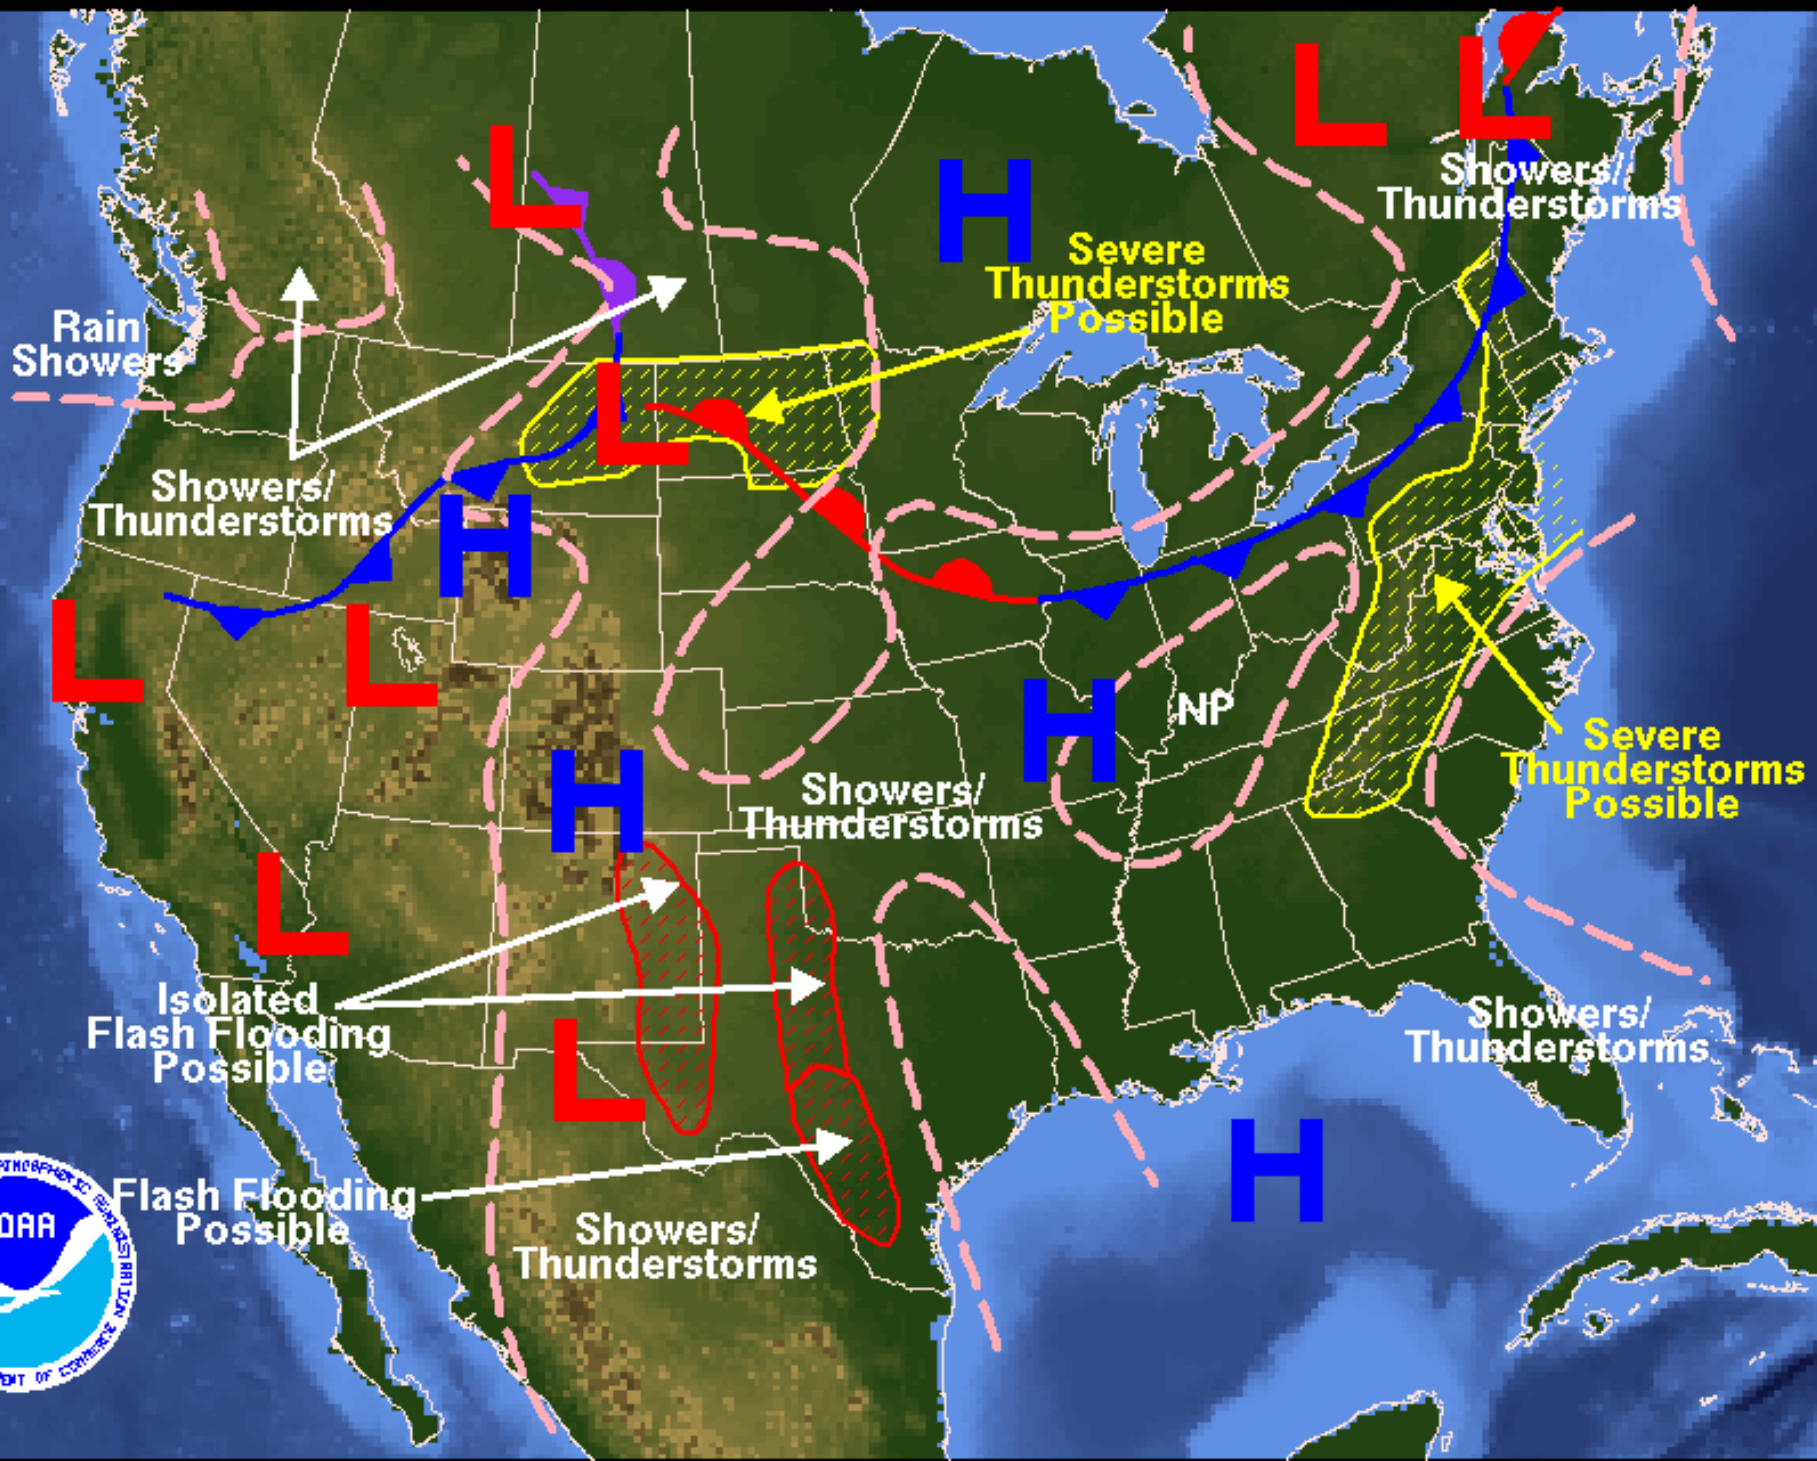 L
L
L
H
Showers/
Thunderstorms
Severe
Thunderstorms
Possible
Rain
Showers
L
Showers/
Thunderstorms
H
L
L
H
NP
Severe
Thunderstorms
Possible
H
Showers/
Thunderstorms
L
Isolated
Flash Flooding
Possible
Showers/
Thunderstorms
L
H
Flash Flooding
Possible
Showers/
Thunderstorms
OAA